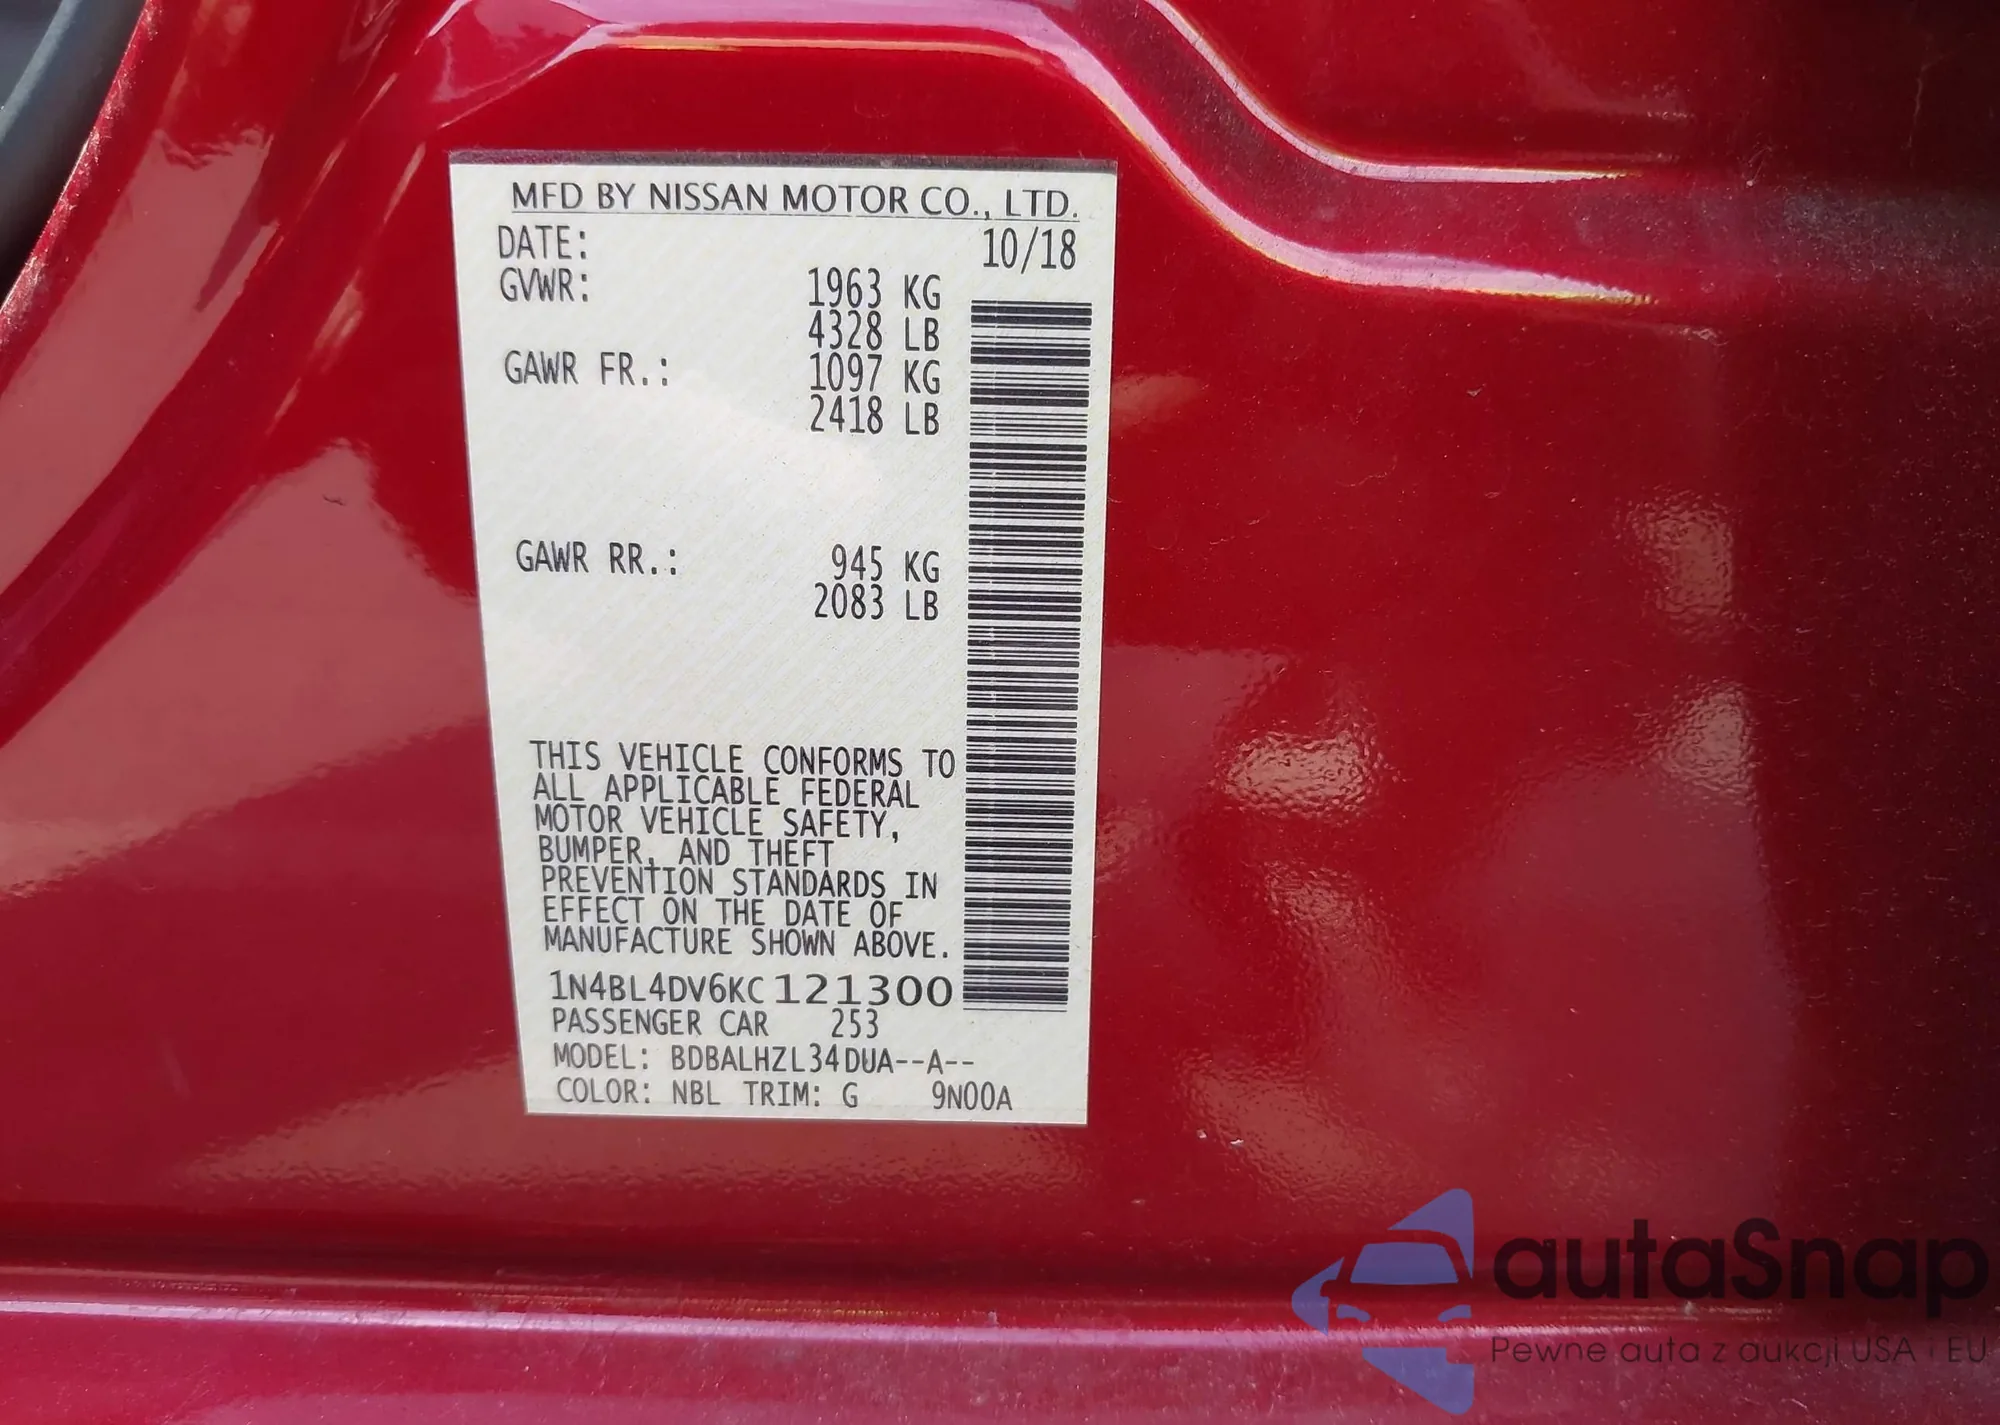 MFD BY NISSAN MOTOR CO., LTD.
DATE: 10/18
GVWR: 1963 KG
4328 LB
GAWR FR.: 1097 KG
2418 LB
GAWR RR.: 945 KG
2083 LB
THIS VEHICLE CONFORMS TO
ALL APPLICABLE FEDERAL
MOTOR VEHICLE SAFETY,
BUMPER, AND THEFT
PREVENTION STANDARDS IN
EFFECT ON THE DATE OF
MANUFACTURE SHOWN ABOVE.
1N4BL4DV6KC121300
PASSENGER CAR 253
MODEL: BDBALHZL34DUA--A--
COLOR: NBL TRIM: G 9N00A
autaSnap
Pewne auta z aukcji USA i EU